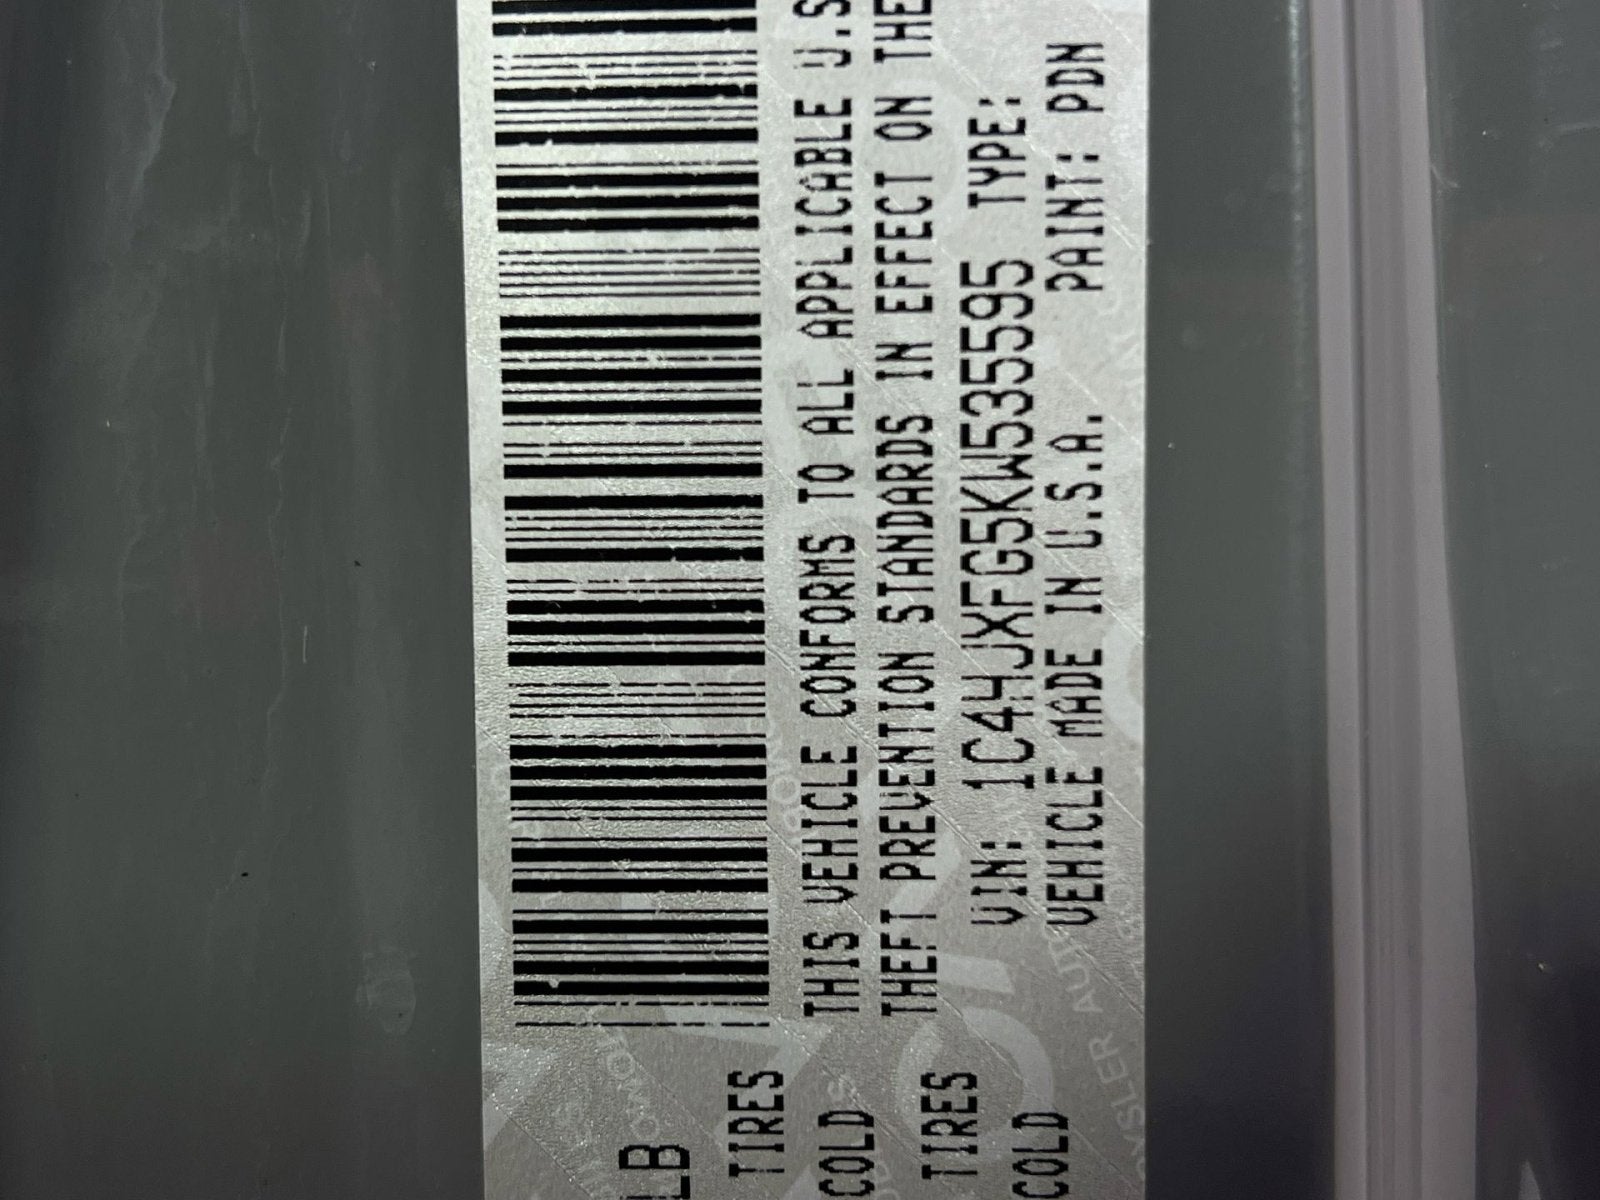 LB
TIRES
COLD
TIRES
COLD
THIS VEHICLE CONFORMS TO ALL APPLICABLE U.S
THEFT PREVENTION STANDARDS IN EFFECT ON THE
VIN: 1C4HJXFG5KW535595 TYPE:
VEHICLE MADE IN U.S.A. PAINT: PDN